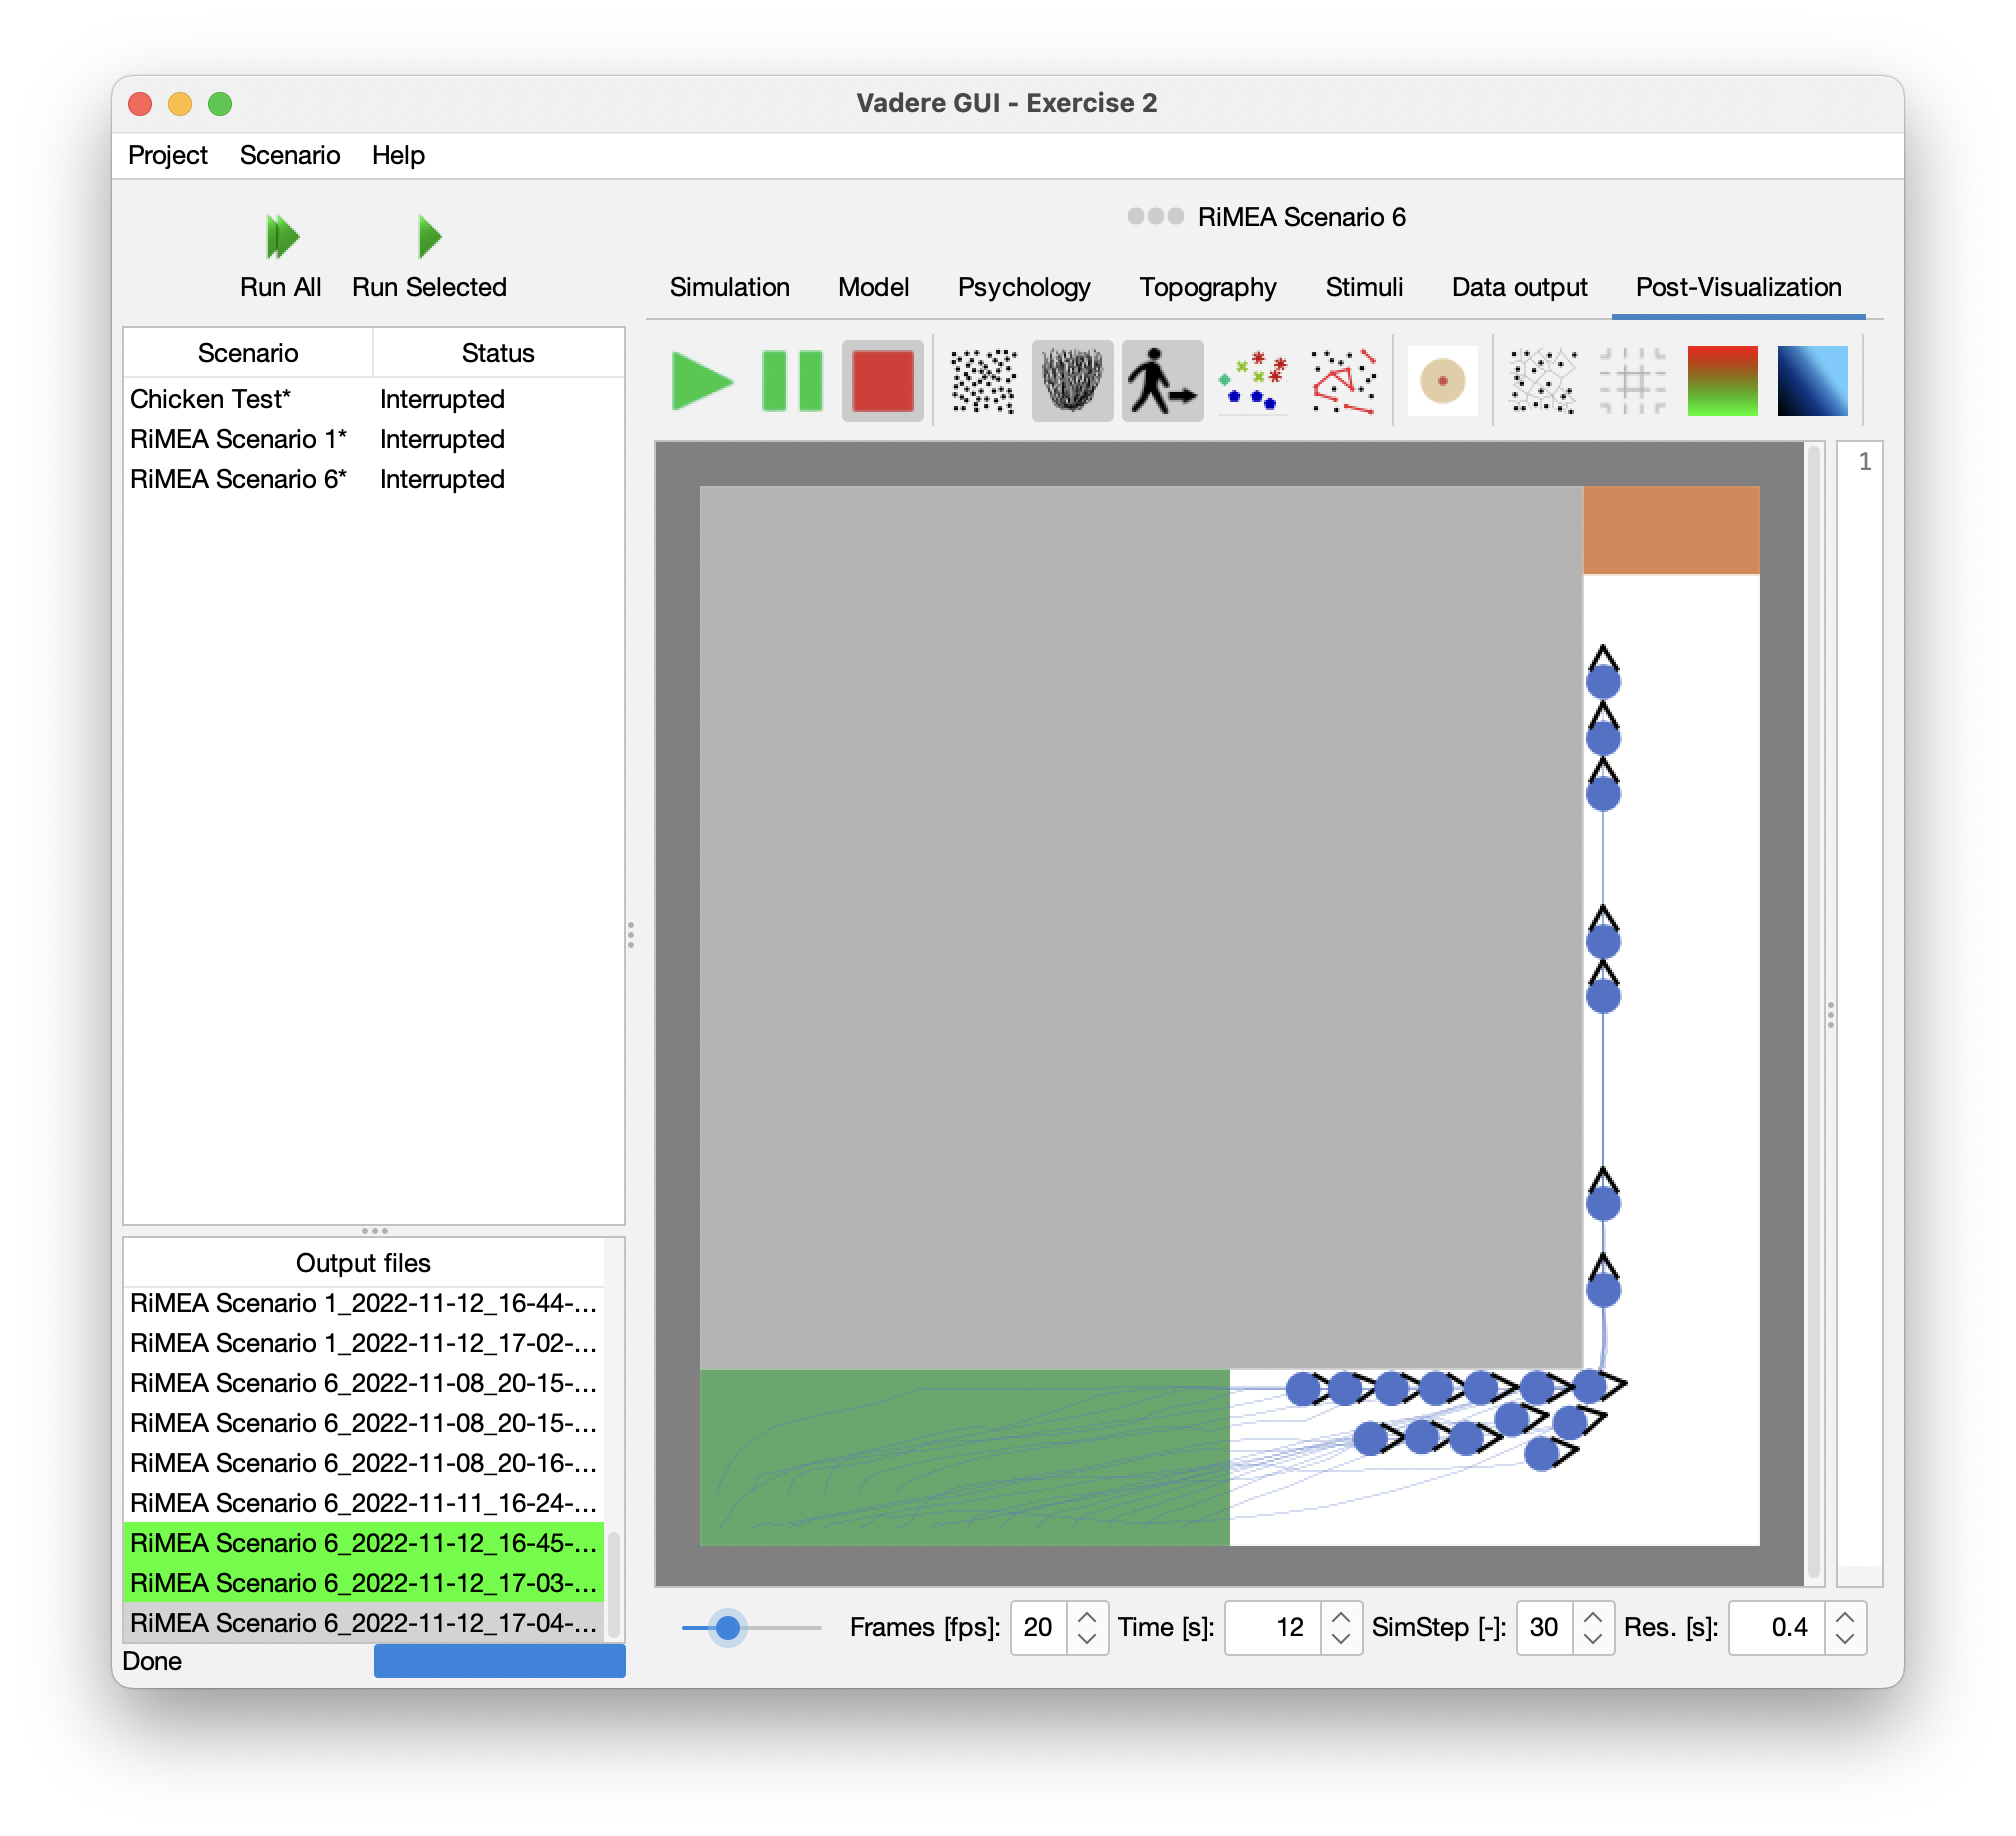 Vadere GUI - Exercise 2
Project Scenario Help
Run All Run Selected
RiMEA Scenario 6
Simulation Model Psychology Topography Stimuli Data output Post-Visualization
Scenario Status
Chicken Test* Interrupted
RiMEA Scenario 1* Interrupted
RiMEA Scenario 6* Interrupted
1
Output files
RiMEA Scenario 1_2022-11-12_16-44-...
RiMEA Scenario 1_2022-11-12_17-02-...
RiMEA Scenario 6_2022-11-08_20-15-...
RiMEA Scenario 6_2022-11-08_20-15-...
RiMEA Scenario 6_2022-11-08_20-16-...
RiMEA Scenario 6_2022-11-11_16-24-...
RiMEA Scenario 6_2022-11-12_16-45-...
RiMEA Scenario 6_2022-11-12_17-03-...
RiMEA Scenario 6_2022-11-12_17-04-...
Done
Frames [fps]: 20 Time [s]: 12 SimStep [-]: 30 Res. [s]: 0.4